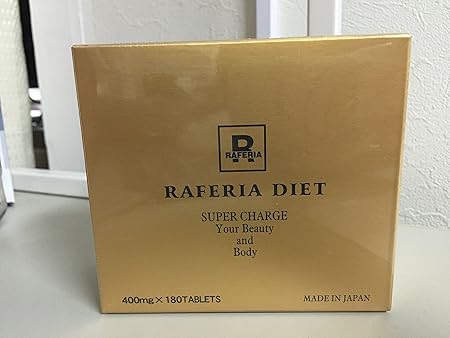 R
RAFERIA
RAFERIA DIET
SUPER CHARGE
Your Beauty
and
Body
400mg×180TABLETS
MADE IN JAPAN